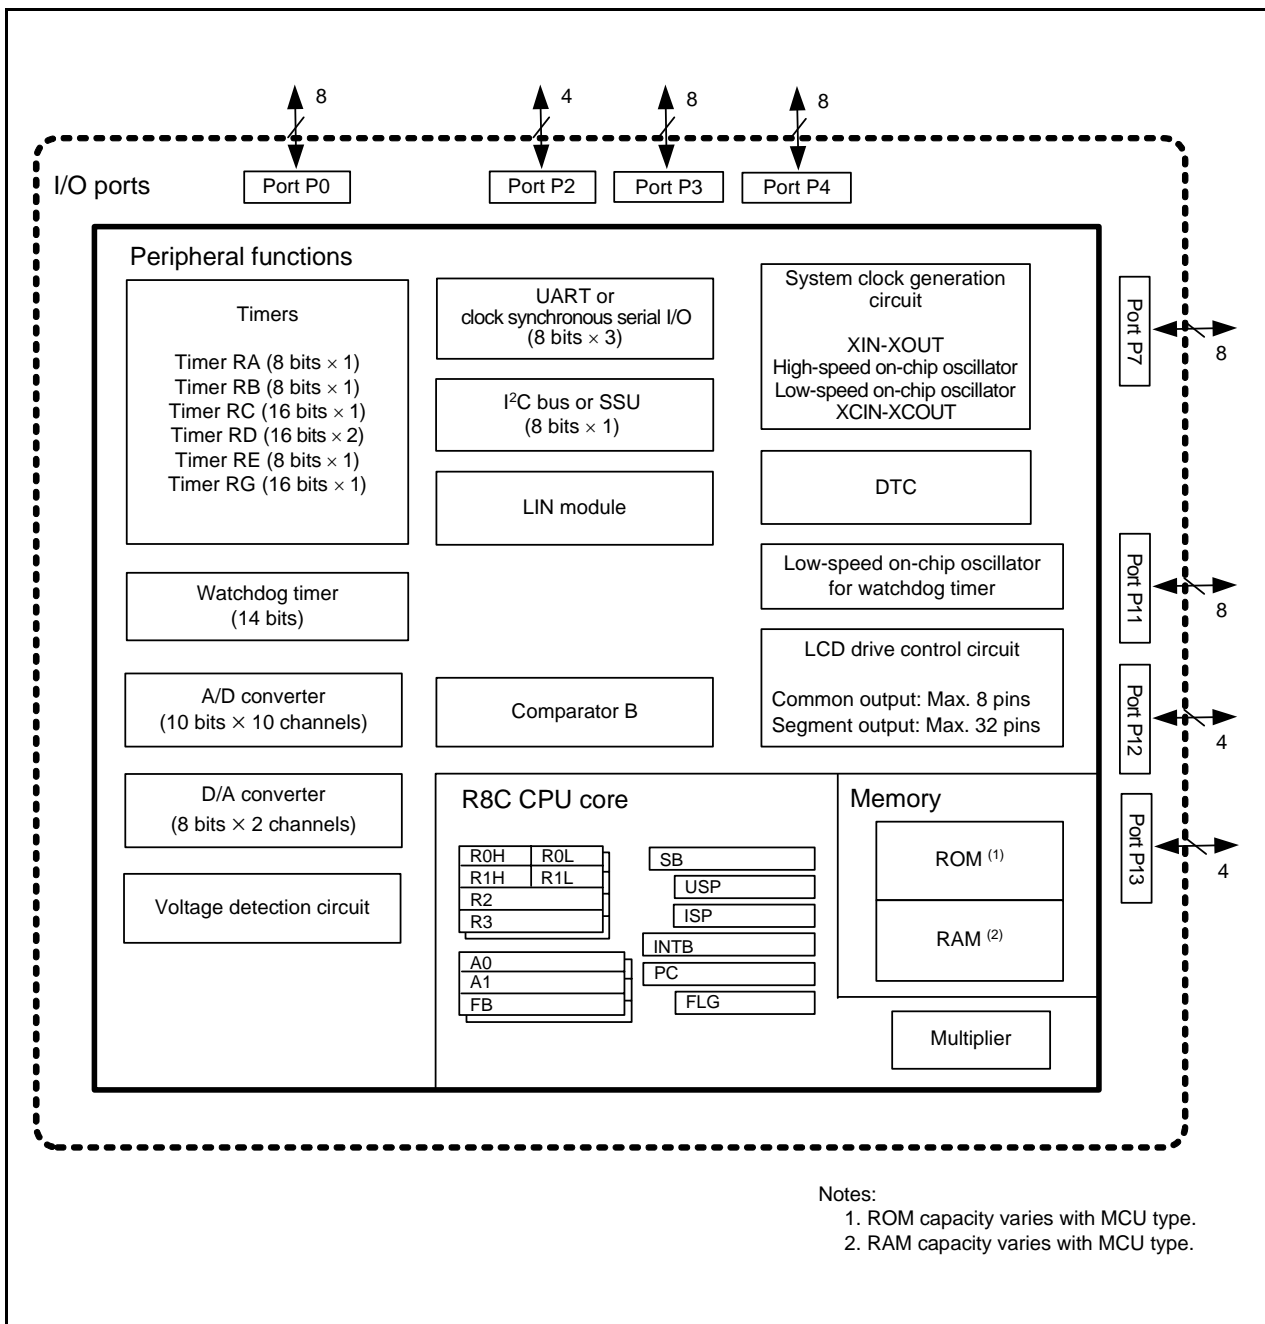 8
4
8
8
I/O ports
Port P0
Port P2
Port P3
Port P4
Peripheral functions
Timers
Timer RA (8 bits × 1)
Timer RB (8 bits × 1)
Timer RC (16 bits × 1)
Timer RD (16 bits × 2)
Timer RE (8 bits × 1)
Timer RG (16 bits × 1)
UART or
clock synchronous serial I/O
(8 bits × 3)
I²C bus or SSU
(8 bits × 1)
LIN module
System clock generation
circuit
XIN-XOUT
High-speed on-chip oscillator
Low-speed on-chip oscillator
XCIN-XCOUT
DTC
Low-speed on-chip oscillator
for watchdog timer
Watchdog timer
(14 bits)
LCD drive control circuit
Common output: Max. 8 pins
Segment output: Max. 32 pins
A/D converter
(10 bits × 10 channels)
Comparator B
D/A converter
(8 bits × 2 channels)
Voltage detection circuit
R8C CPU core
R0H
R0L
R1H
R1L
R2
R3
A0
A1
FB
SB
USP
ISP
INTB
PC
FLG
Memory
ROM (1)
RAM (2)
Multiplier
Port P7
8
Port P11
8
Port P12
4
Port P13
4
Notes:
1. ROM capacity varies with MCU type.
2. RAM capacity varies with MCU type.